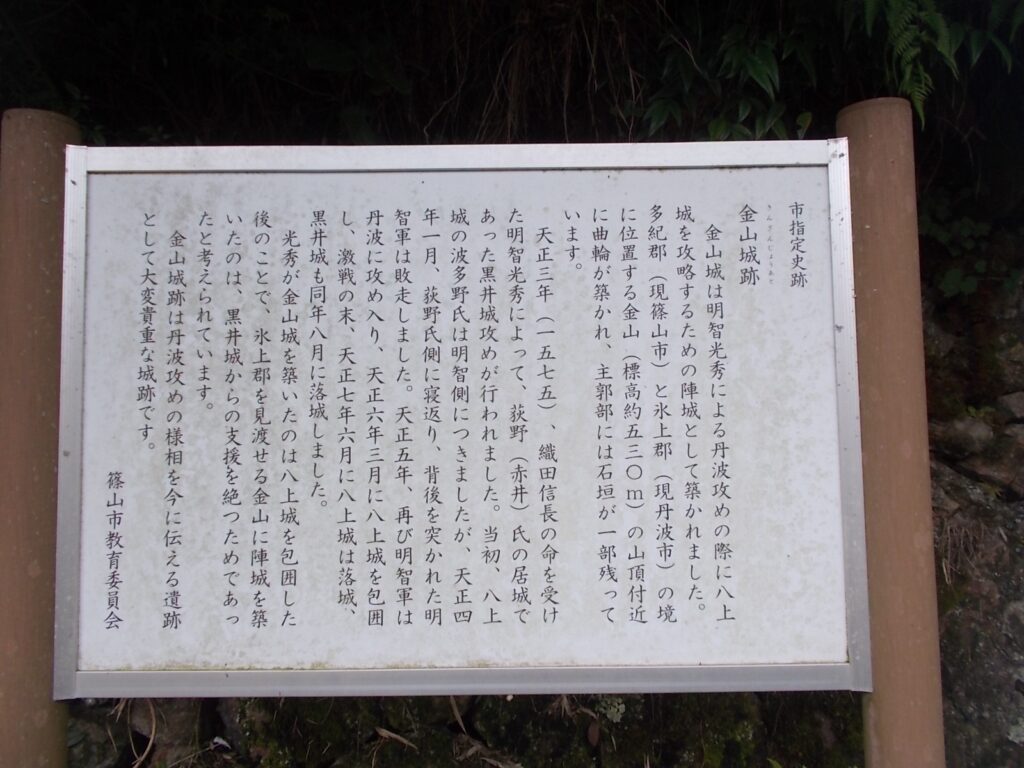 市指定史跡
きんざんじょうあと
金山城跡
金山城は明智光秀による丹波攻めの際に八上
城を攻略するための陣城として築かれました。
多紀郡（現篠山市）と氷上郡（現丹波市）の境
に位置する金山（標高約五三〇ｍ）の山頂付近
に曲輪が築かれ、主郭部には石垣が一部残って
います。
天正三年（一五七五）、織田信長の命を受け
た明智光秀によって、荻野（赤井）氏の居城で
あった黒井城攻めが行われました。当初、八上
城の波多野氏は明智側につきましたが、天正四
年一月、荻野氏側に寝返り、背後を突かれた明
智軍は敗走しました。天正五年、再び明智軍は
丹波に攻め入り、天正六年三月に八上城を包囲
し、激戦の末、天正七年六月に八上城は落城、
黒井城も同年八月に落城しました。
光秀が金山城を築いたのは八上城を包囲した
後のことで、氷上郡を見渡せる金山に陣城を築
いたのは、黒井城からの支援を絶つためであっ
たと考えられています。
金山城跡は丹波攻めの様相を今に伝える遺跡
として大変貴重な城跡です。
篠山市教育委員会